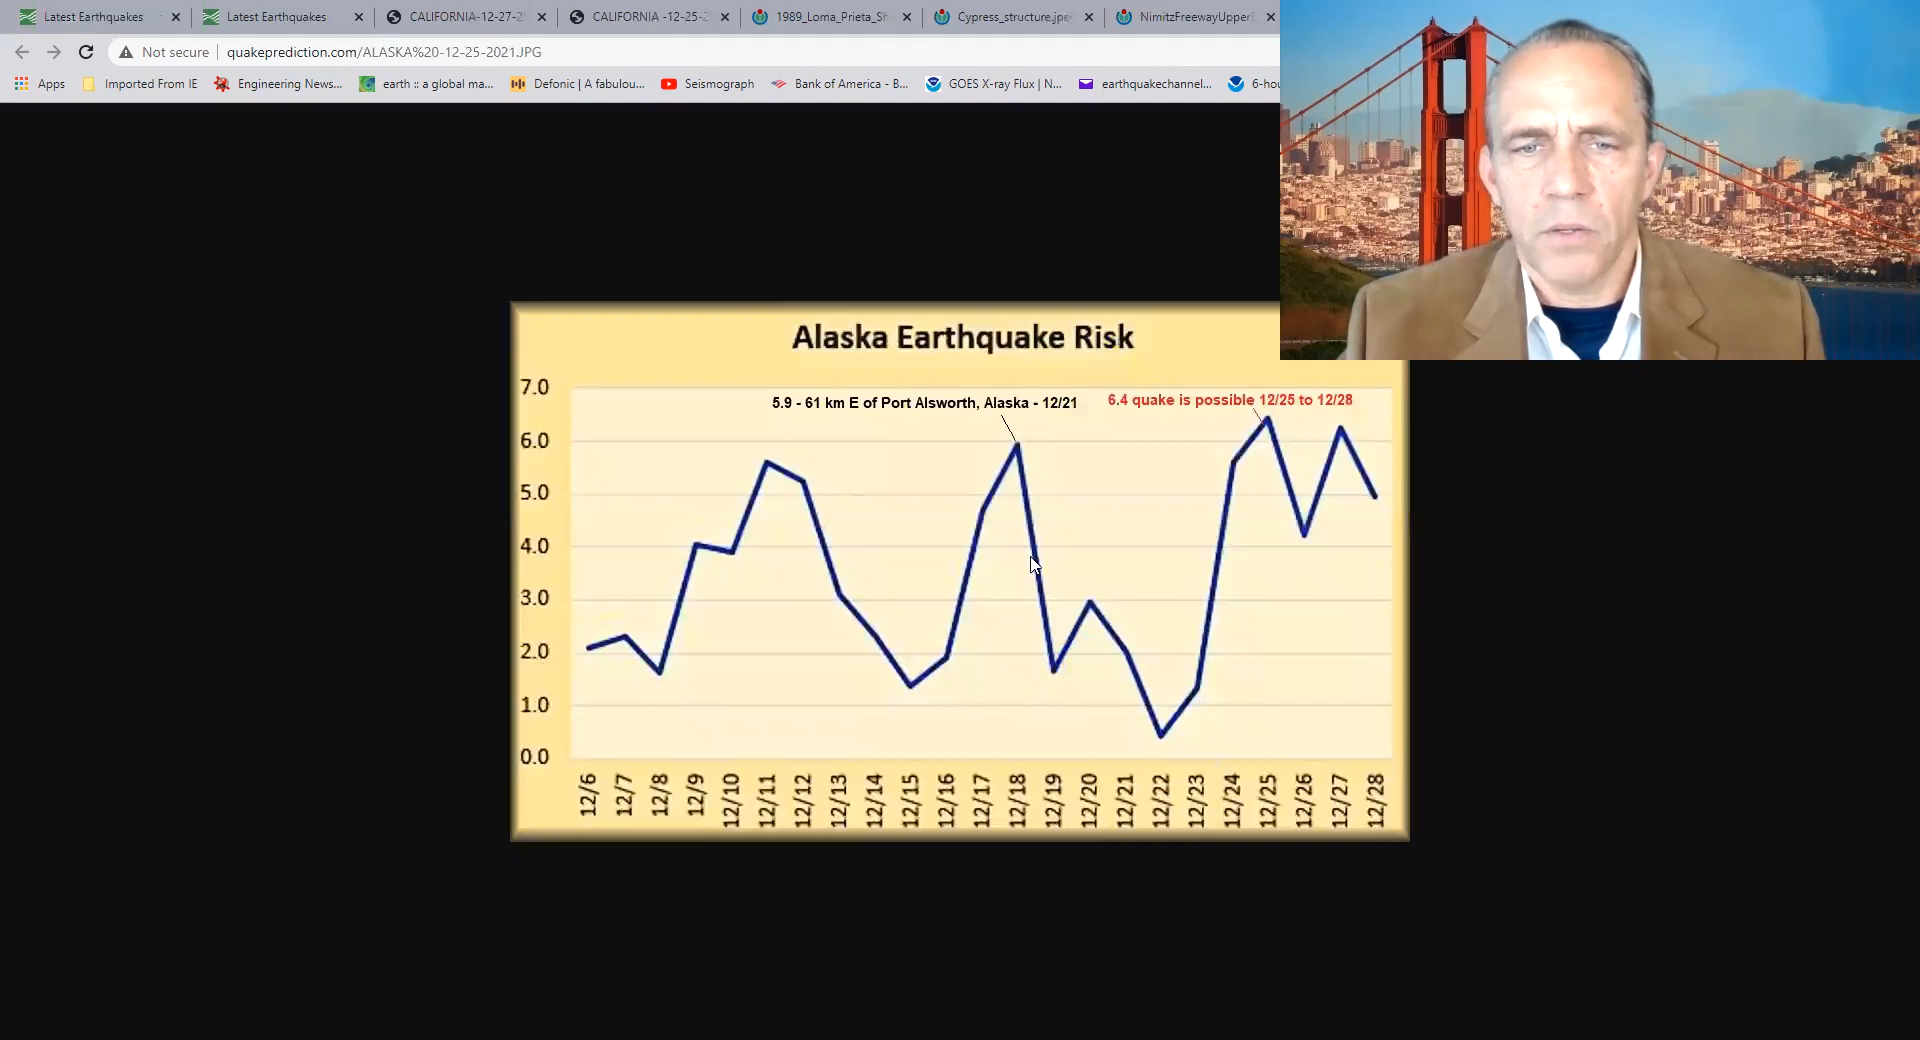 Latest Earthquakes
Latest Earthquakes
CALIFORNIA-12-27-2
CALIFORNIA -12-25-2
1989_Loma_Prieta_Sh
Cypress_structure.jpe
NimitzFreewayUpper
Not secure
quakeprediction.com/ALASKA%20-12-25-2021.JPG
Apps
Imported From IE
Engineering News...
earth :: a global ma...
Defonic | A fabulou...
Seismograph
Bank of America - B...
GOES X-ray Flux | N...
earthquakechannel...
6-hou
Alaska Earthquake Risk
7.0
5.9 - 61 km E of Port Alsworth, Alaska - 12/21
6.4 quake is possible 12/25 to 12/28
6.0
5.0
4.0
3.0
2.0
1.0
0.0
12/6
12/7
12/8
12/9
12/10
12/11
12/12
12/13
12/14
12/15
12/16
12/17
12/18
12/19
12/20
12/21
12/22
12/23
12/24
12/25
12/26
12/27
12/28